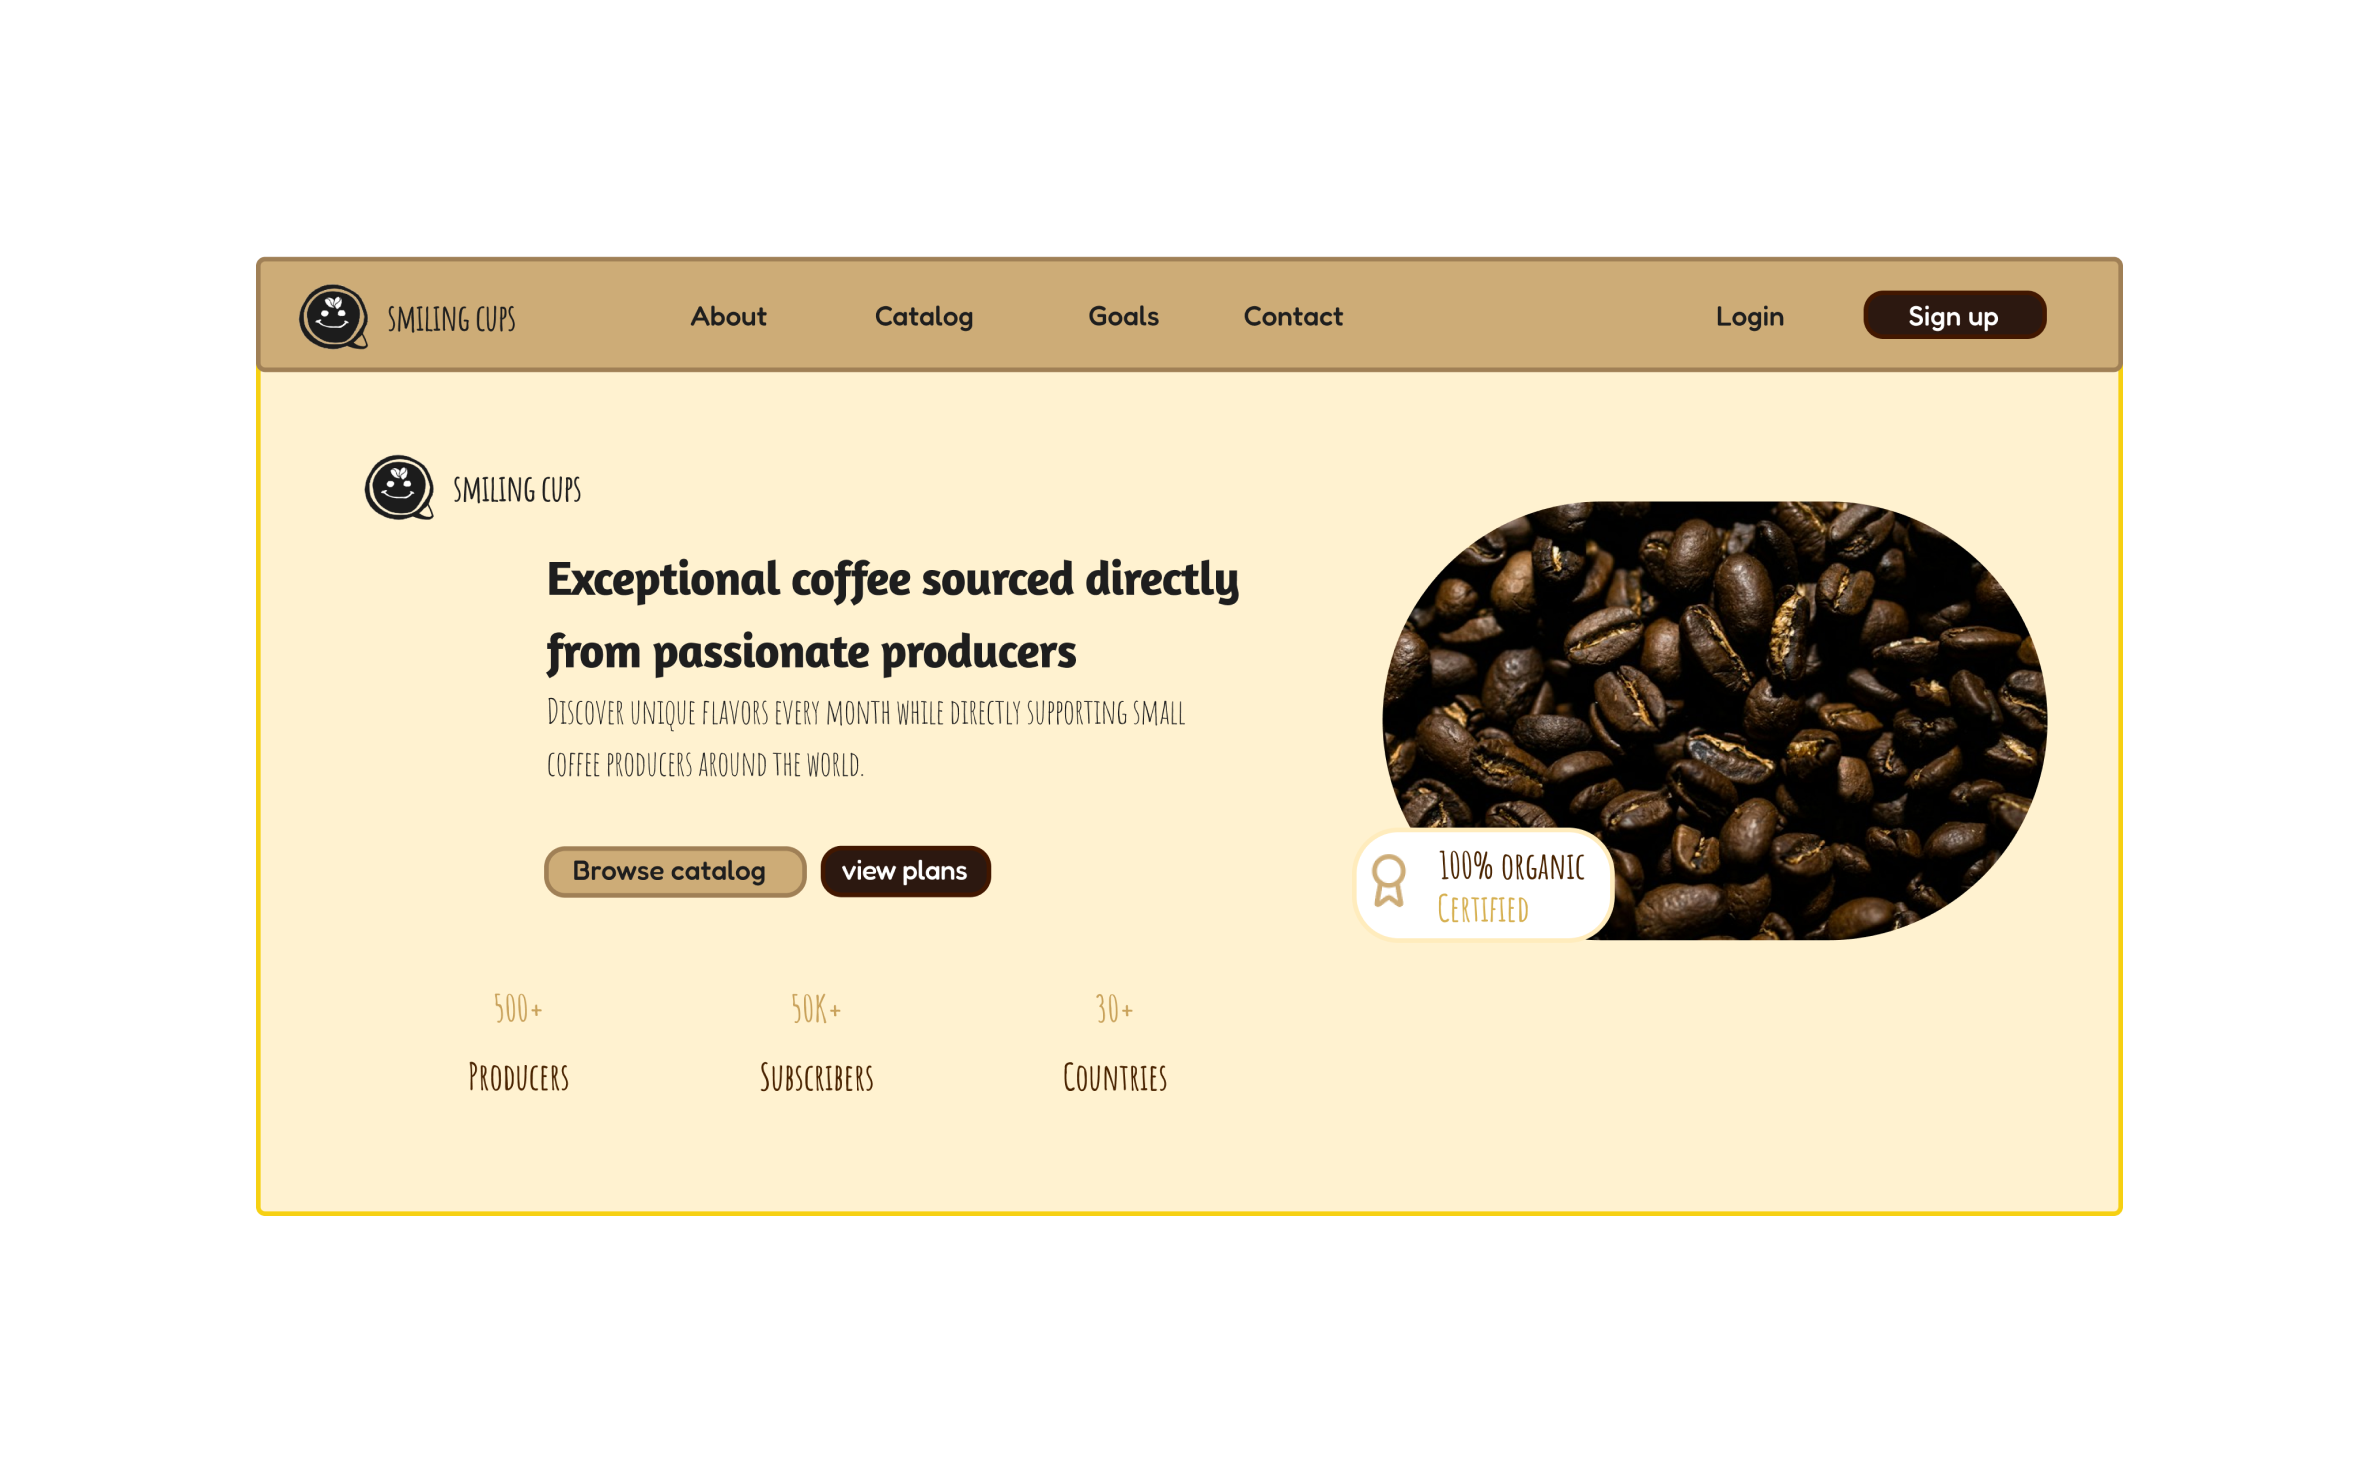 SMILING CUPS
About
Catalog
Goals
Contact
Login
Sign up
SMILING CUPS
Exceptional coffee sourced directly
from passionate producers
Discover unique flavors every month while directly supporting small
coffee producers around the world.
Browse catalog
view plans
100% organic
Certified
500+
50K+
30+
Producers
Subscribers
Countries